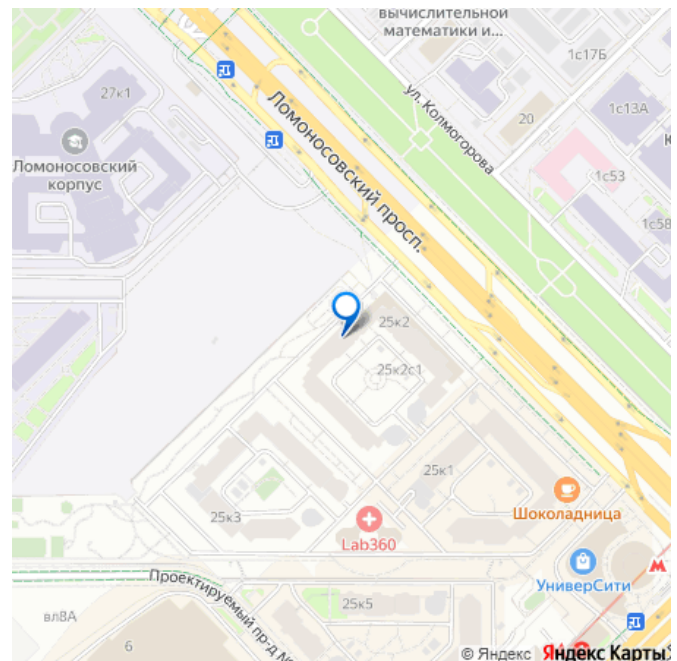 вычислительной
математики и...
1с17Б
27к1
ул. Колмогорова
1с13А
20
Ломоносовский просп.
Ломоносовский
корпус
1с53
1с58
25к2
25к2с1
25к1
Шоколадница
25к3
Lab360
УниверСити
М
Проектируемый пр-д №
25к5
вл8А
6
© Яндекс
Яндекс Карты